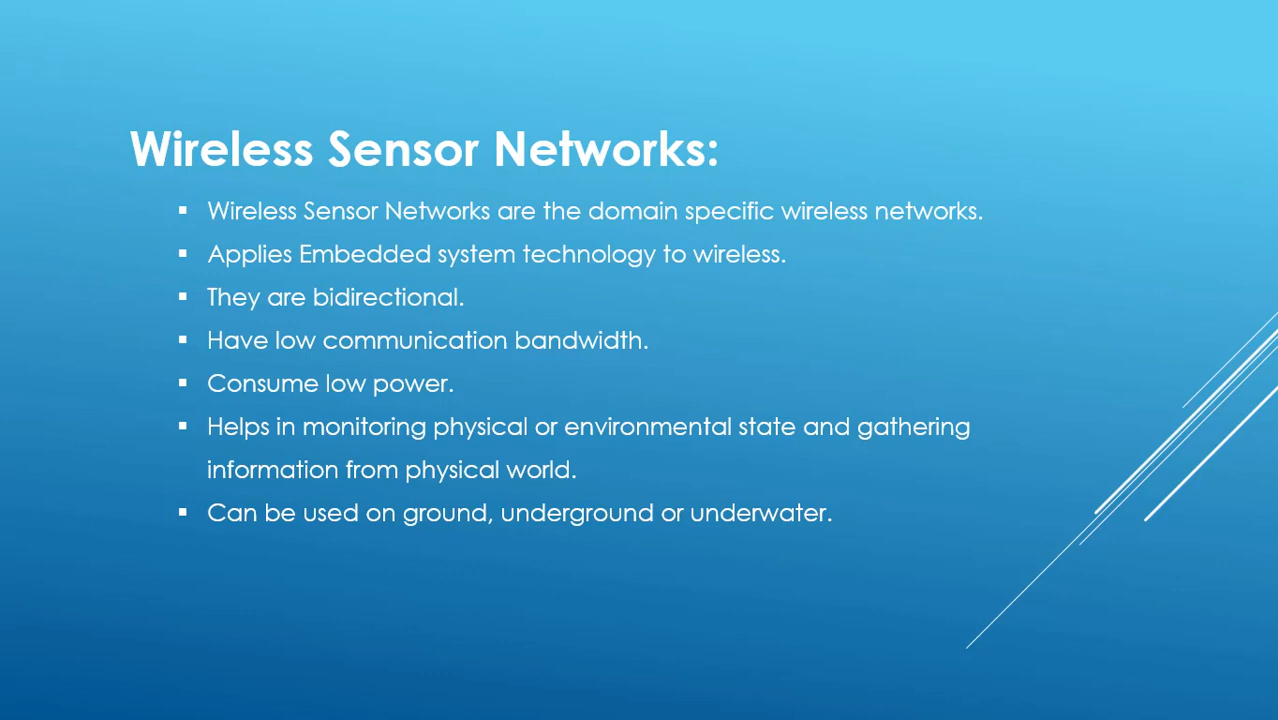 Wireless Sensor Networks:
▪ Wireless Sensor Networks are the domain specific wireless networks.
▪ Applies Embedded system technology to wireless.
▪ They are bidirectional.
▪ Have low communication bandwidth.
▪ Consume low power.
▪ Helps in monitoring physical or environmental state and gathering
information from physical world.
▪ Can be used on ground, underground or underwater.